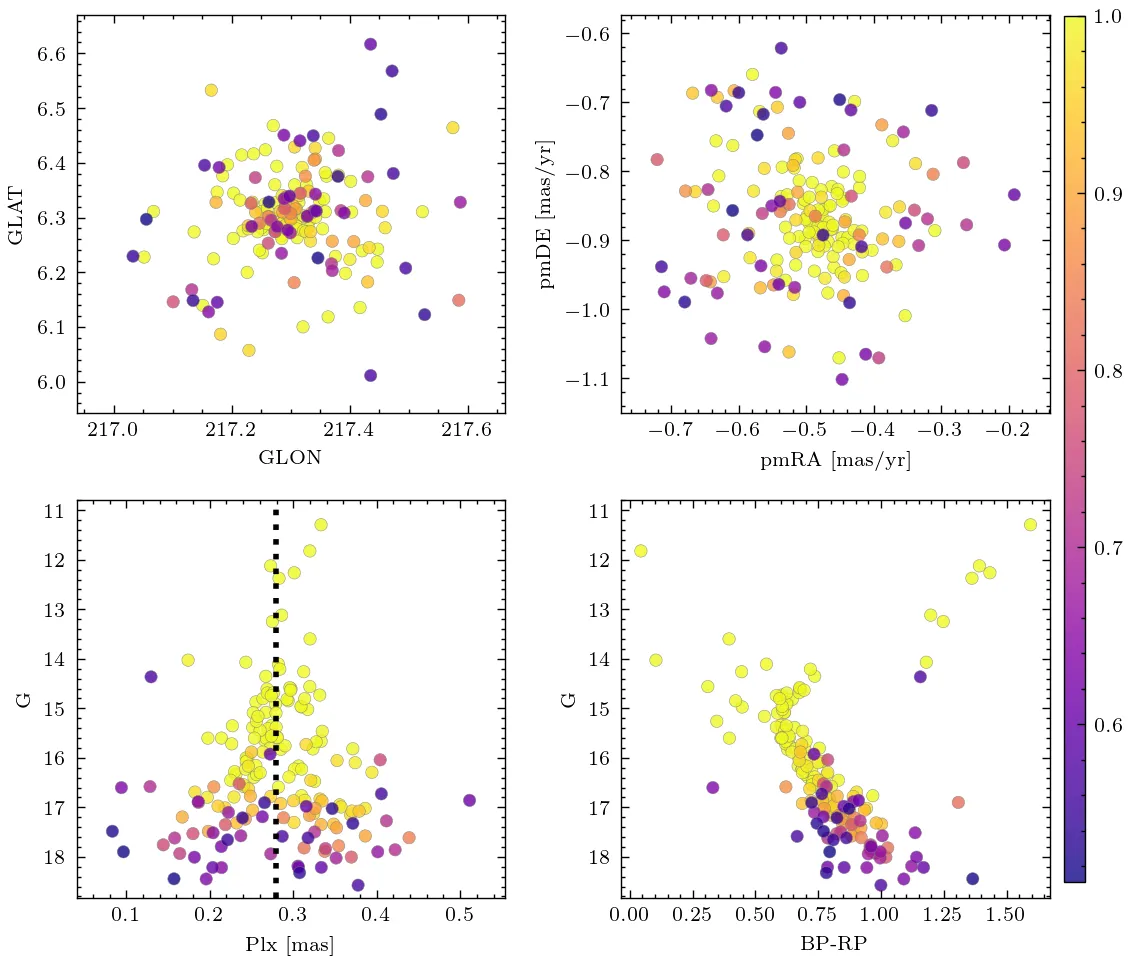 6.6
6.5
6.4
6.3
6.2
6.1
6.0
GLAT
217.0 217.2 217.4 217.6
GLON
−0.6
−0.7
−0.8
−0.9
−1.0
−1.1
pmDE [mas/yr]
−0.7 −0.6 −0.5 −0.4 −0.3 −0.2
pmRA [mas/yr]
1.0
0.9
0.8
0.7
0.6
11
12
13
14
15
16
17
18
G
0.1 0.2 0.3 0.4 0.5
Plx [mas]
11
12
13
14
15
16
17
18
G
0.00 0.25 0.50 0.75 1.00 1.25 1.50
BP-RP